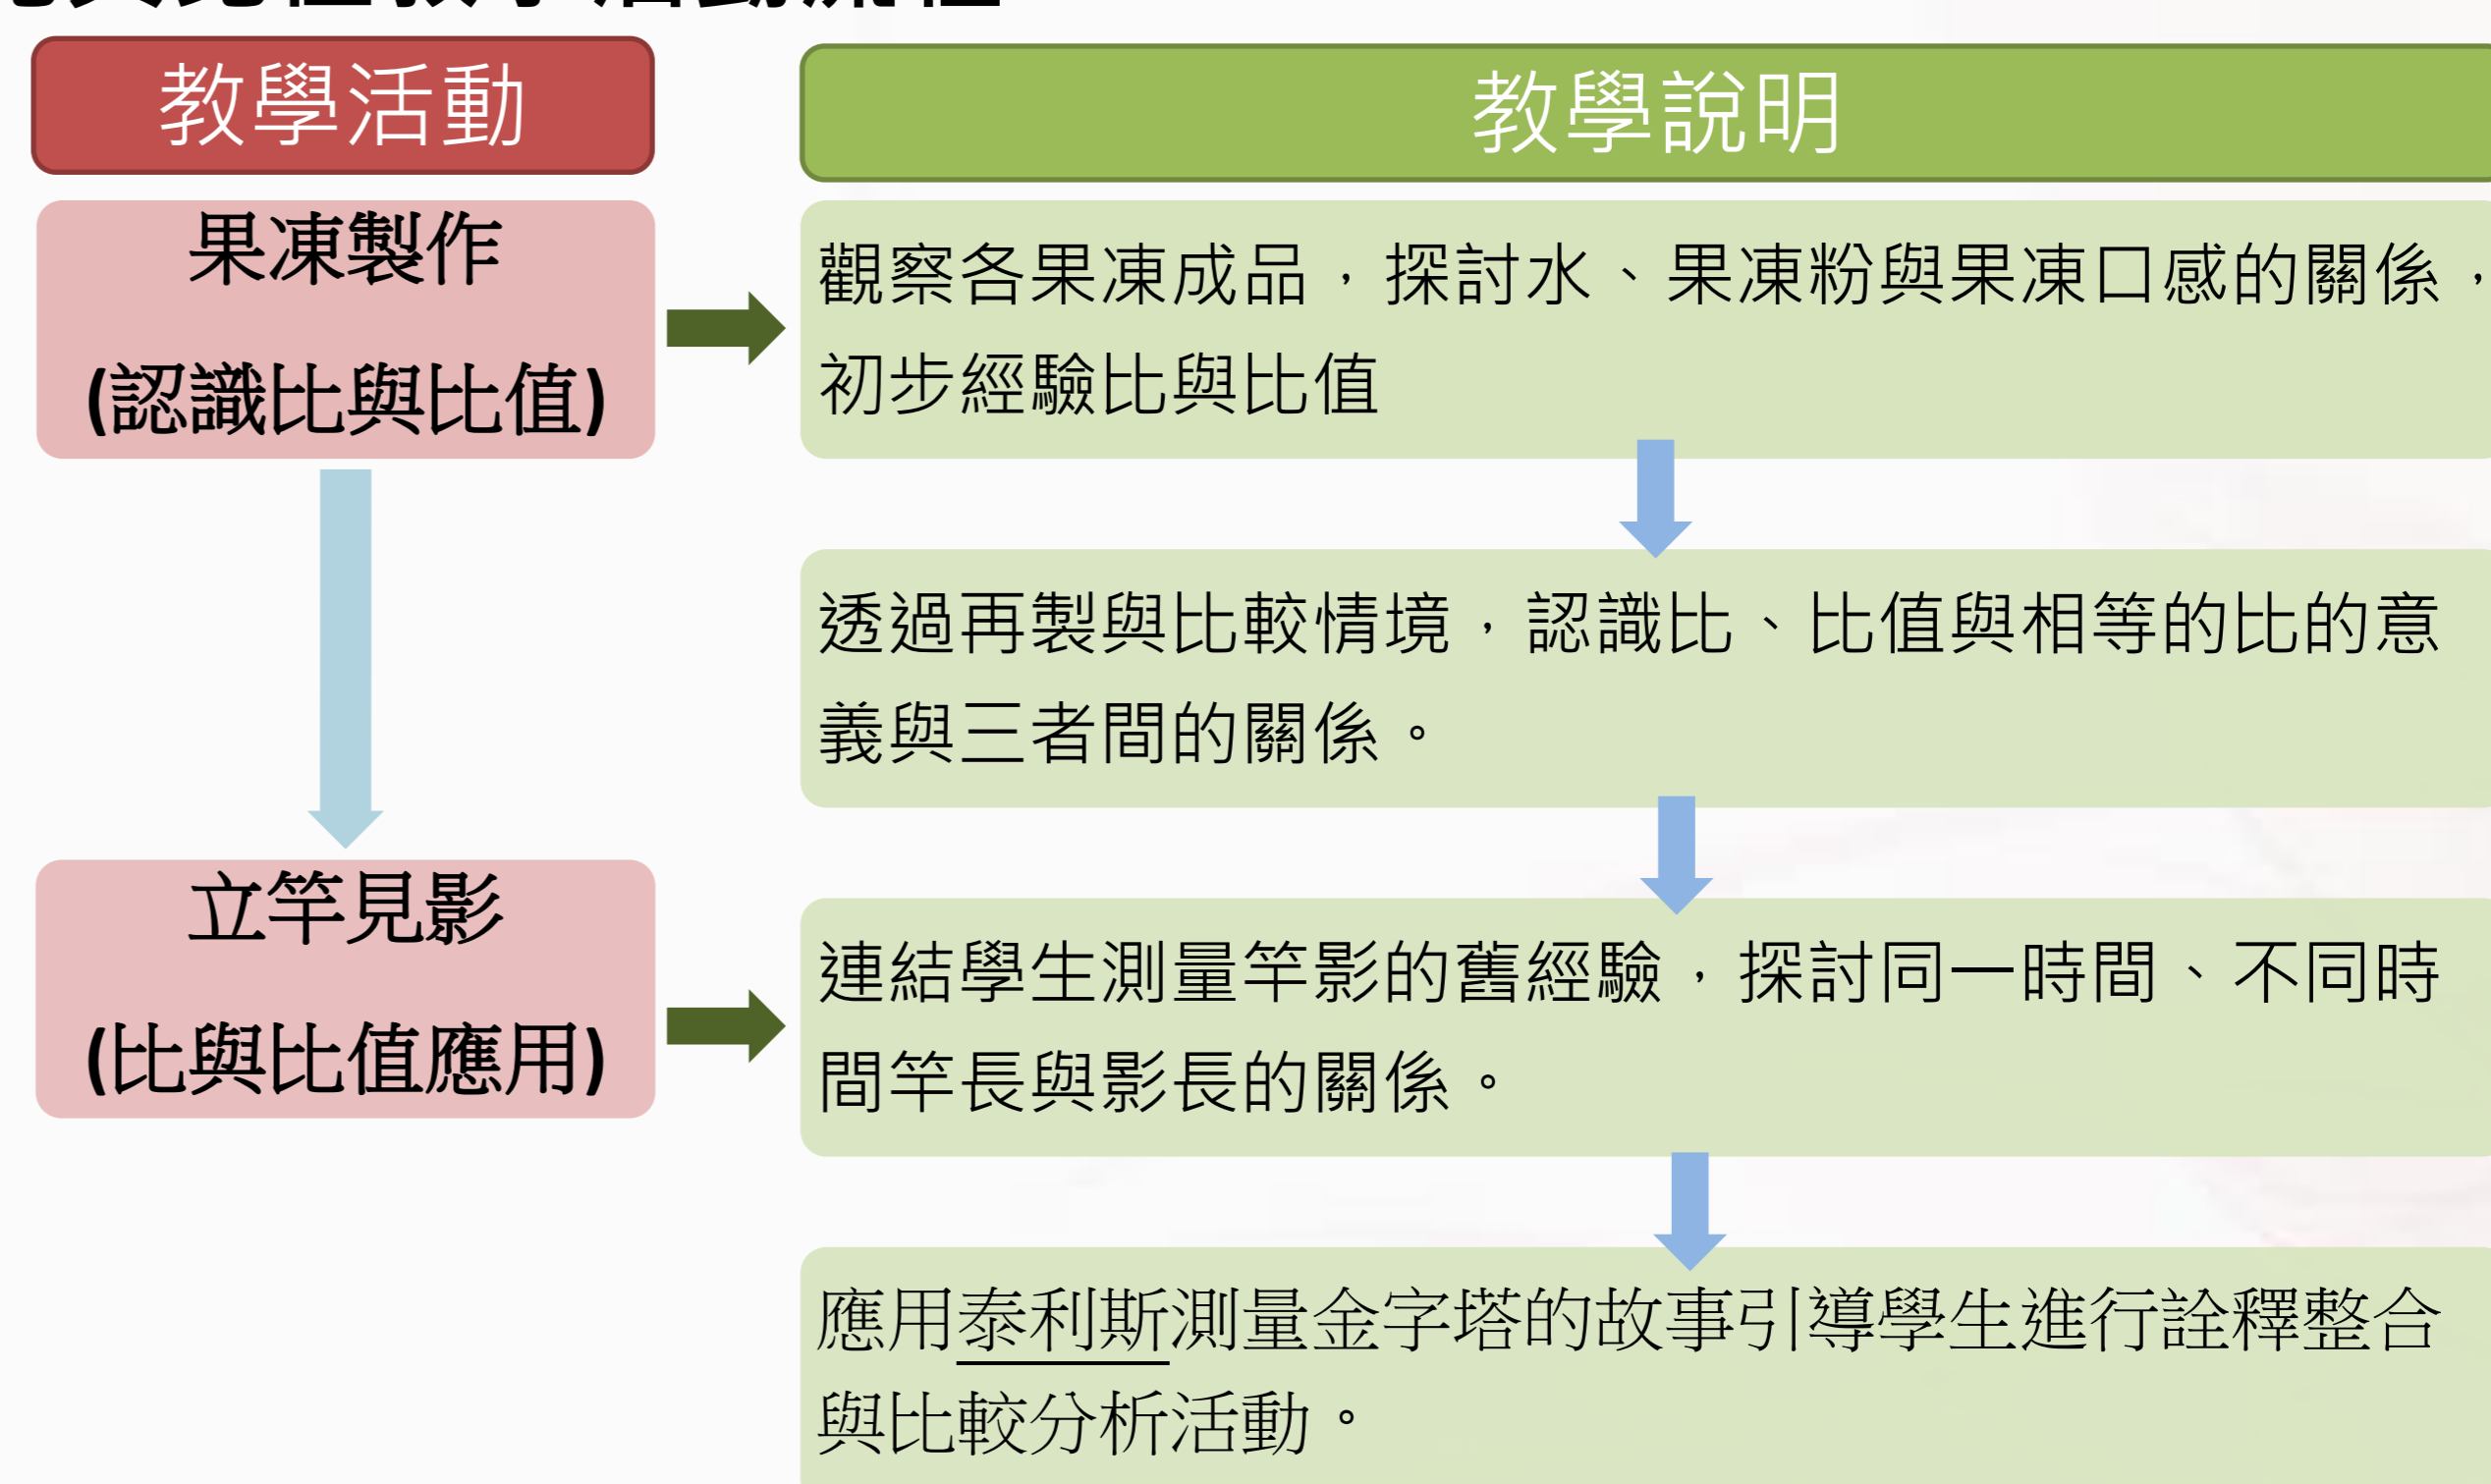 教學活動
教學說明
果凍製作
(認識比與比值)
觀察各果凍成品，探討水、果凍粉與果凍口感的關係，
初步經驗比與比值
透過再製與比較情境，認識比、比值與相等的比的意
義與三者間的關係。
立竿見影
(比與比值應用)
連結學生測量竿影的舊經驗，探討同一時間、不同時
間竿長與影長的關係。
應用泰利斯測量金字塔的故事引導學生進行詮釋整合
與比較分析活動。